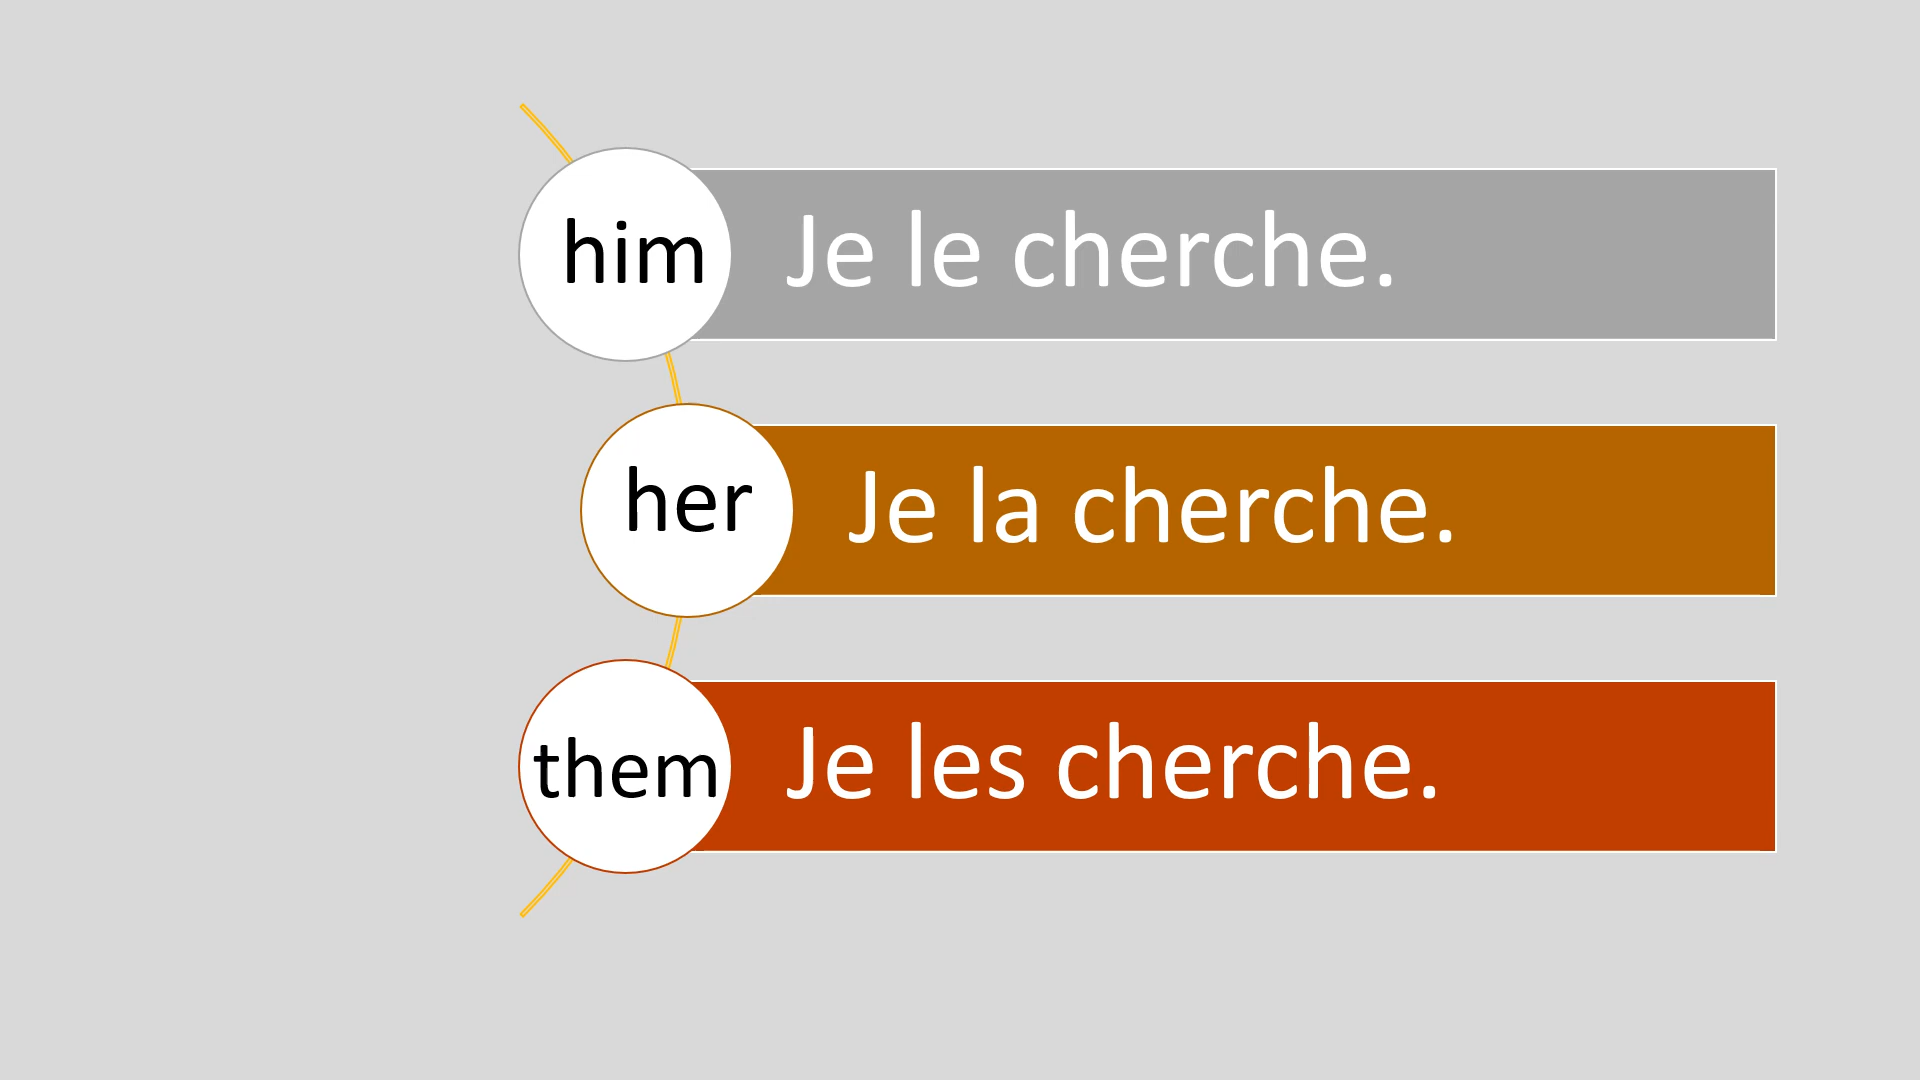 him
Je le cherche.
her
Je la cherche.
them
Je les cherche.